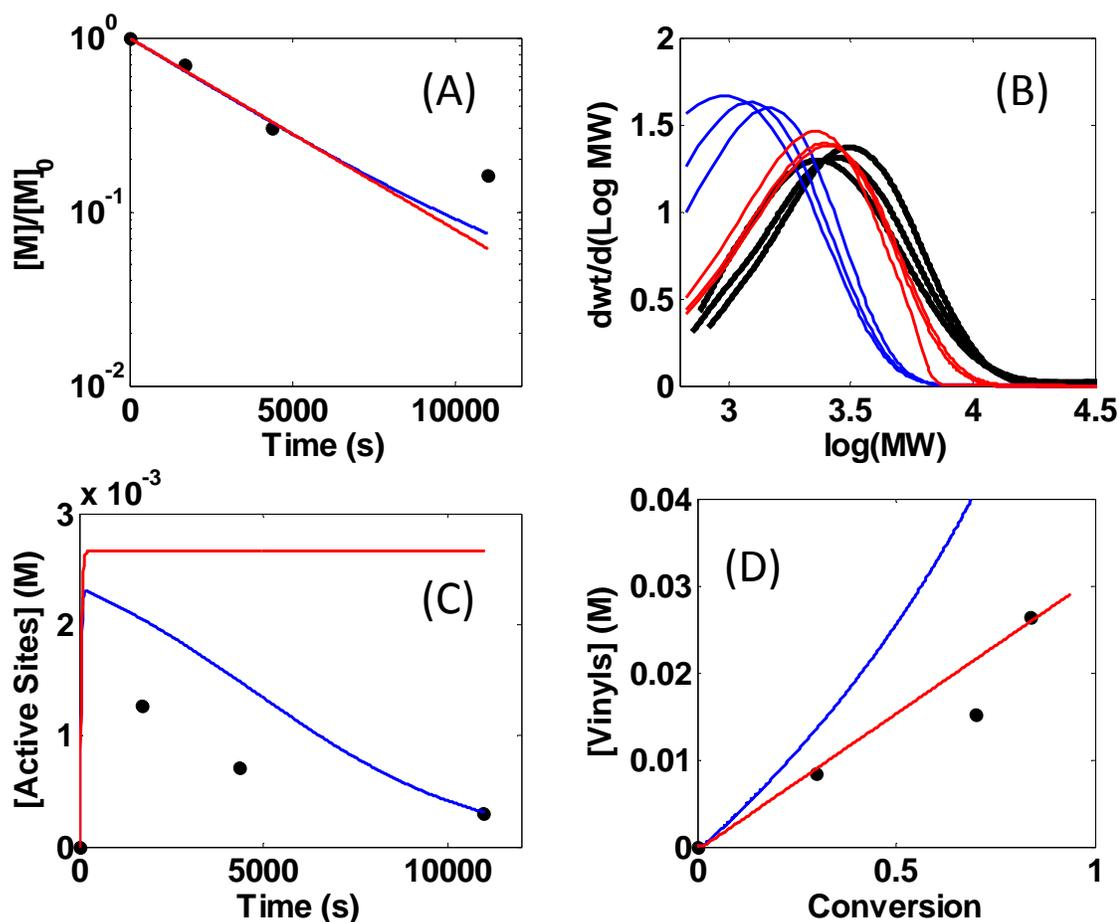 (A)
[M]/[M]0
10^0
10^-1
10^-2
0 5000 10000
Time (s)
(B)
dwt/d(Log MW)
2
1.5
1
0.5
0
3 3.5 4 4.5
log(MW)
(C)
x 10^-3
[Active Sites] (M)
3
2
1
0
0 5000 10000
Time (s)
(D)
[Vinyls] (M)
0.04
0.03
0.02
0.01
0
0 0.5 1
Conversion